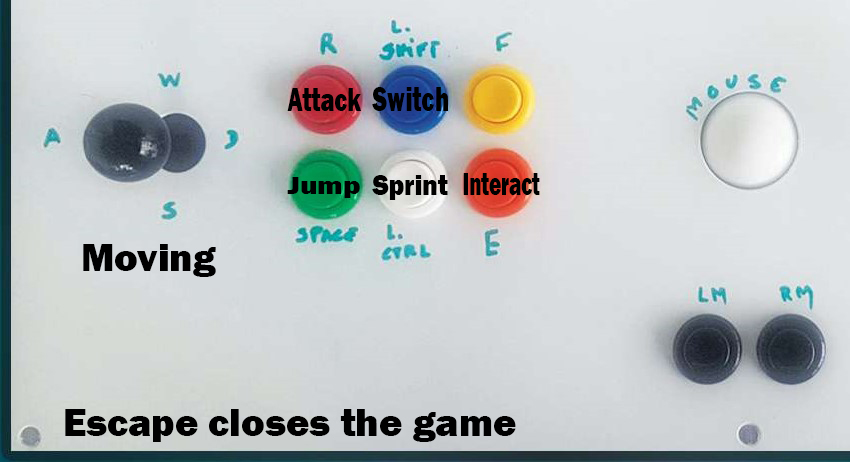 R L. SHIFT F
W
Attack Switch
MOUSE
A D
Jump Sprint Interact
S
SPACE L. CTRL E
Moving
LM RM
Escape closes the game